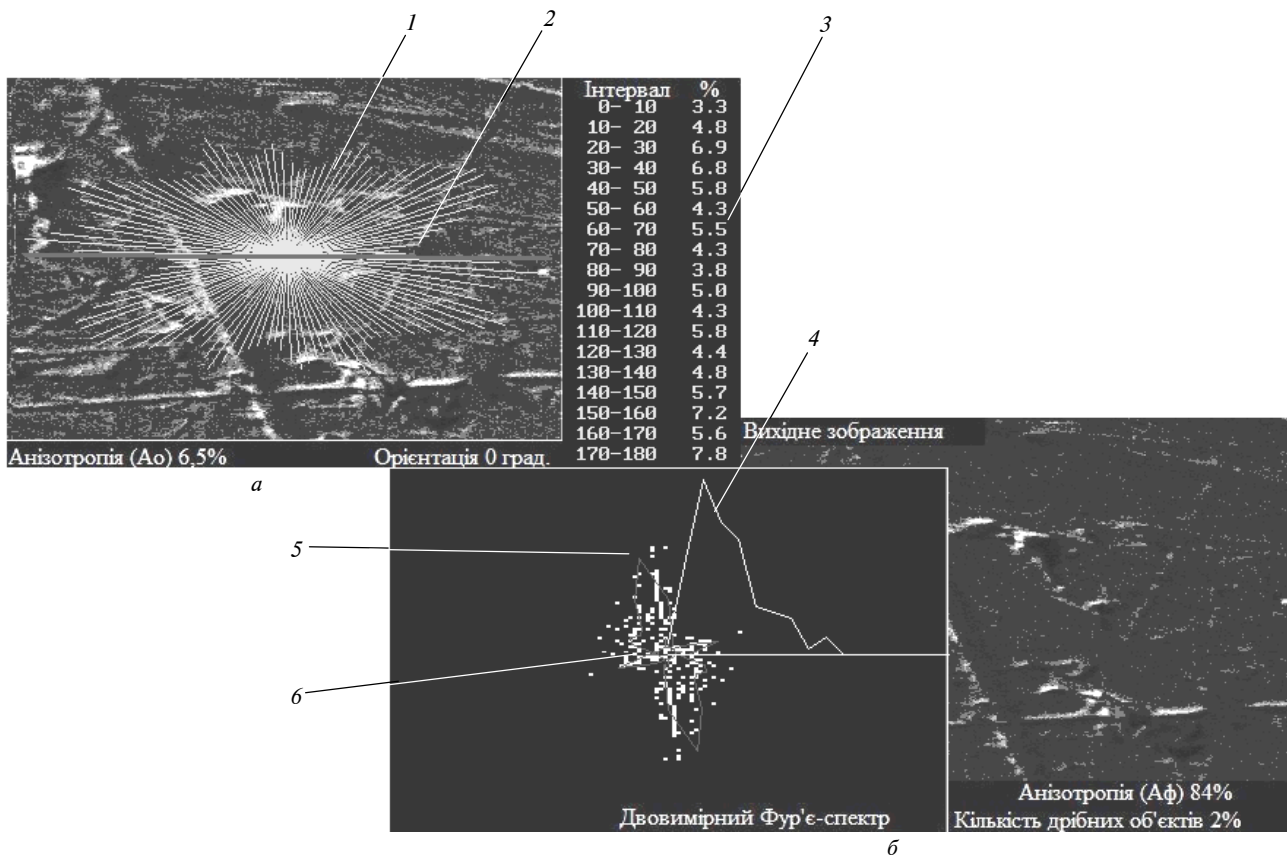 1
2
3
Інтервал %
0– 10 3.3
10– 20 4.8
20– 30 6.9
30– 40 6.8
40– 50 5.8
50– 60 4.3
60– 70 5.5
70– 80 4.3
80– 90 3.8
90–100 5.0
100–110 4.3
110–120 5.8
120–130 4.4
130–140 4.8
140–150 5.7
150–160 7.2
160–170 5.6
170–180 7.8
Анізотропія (Ао) 6,5% Орієнтація 0 град.
а
4
Вихідне зображення
5
6
Двовимірний Фур'є-спектр
Анізотропія (Аф) 84%
Кількість дрібних об'єктів 2%
б